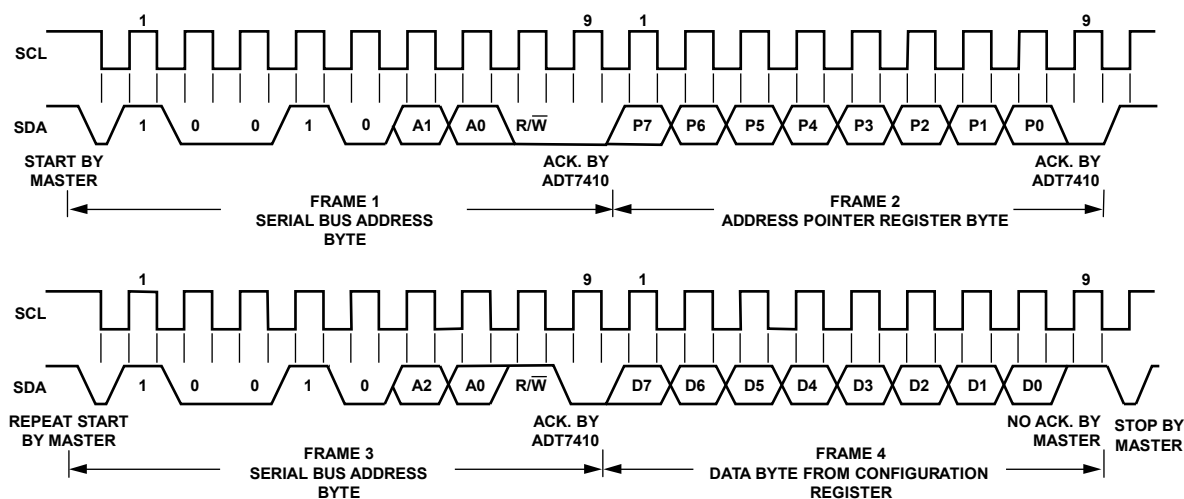 1 9 1 9
SCL
SDA 1 0 0 1 0 A1 A0 R/W̅ P7 P6 P5 P4 P3 P2 P1 P0
START BY
MASTER
ACK. BY
ADT7410
ACK. BY
ADT7410
FRAME 1
SERIAL BUS ADDRESS
BYTE
FRAME 2
ADDRESS POINTER REGISTER BYTE
1 9 1 9
SCL
SDA 1 0 0 1 0 A2 A0 R/W̅ D7 D6 D5 D4 D3 D2 D1 D0
REPEAT START
BY MASTER
ACK. BY
ADT7410
NO ACK. BY
MASTER
STOP BY
MASTER
FRAME 3
SERIAL BUS ADDRESS
BYTE
FRAME 4
DATA BYTE FROM CONFIGURATION
REGISTER